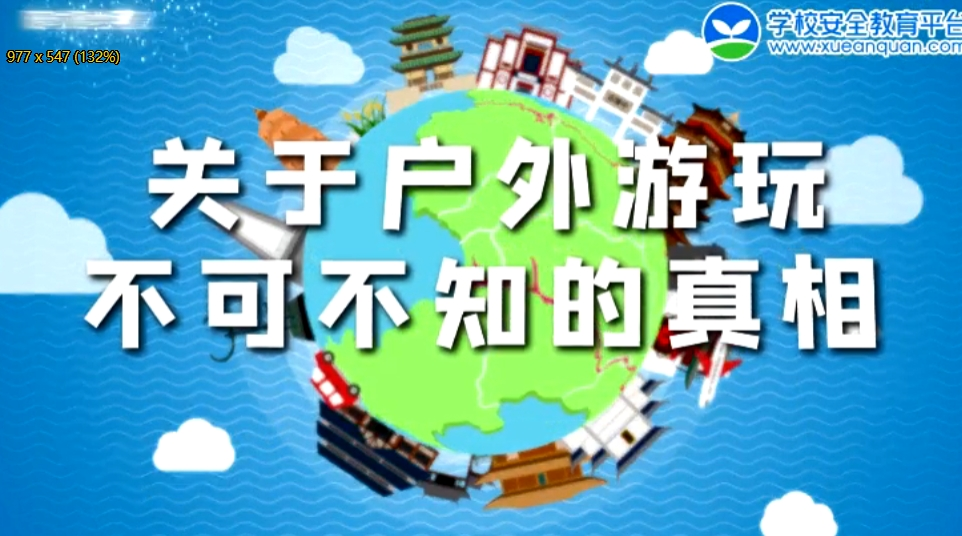 学校安全教育平台
www.xueanquan.com
977 x 547 (132%)
关于户外游玩
不可不知的真相